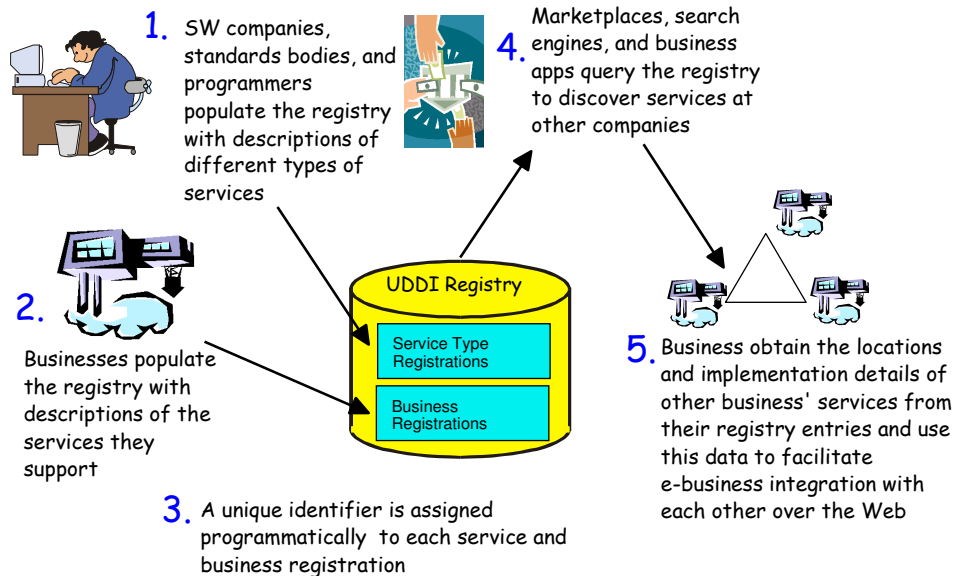 1. SW companies,
standards bodies, and
programmers
populate the registry
with descriptions of
different types of
services
2.
Businesses populate
the registry with
descriptions of the
services they
support
UDDI Registry
Service Type
Registrations
Business
Registrations
3. A unique identifier is assigned
programmatically to each service and
business registration
4. Marketplaces, search
engines, and business
apps query the registry
to discover services at
other companies
5. Business obtain the locations
and implementation details of
other business' services from
their registry entries and use
this data to facilitate
e-business integration with
each other over the Web